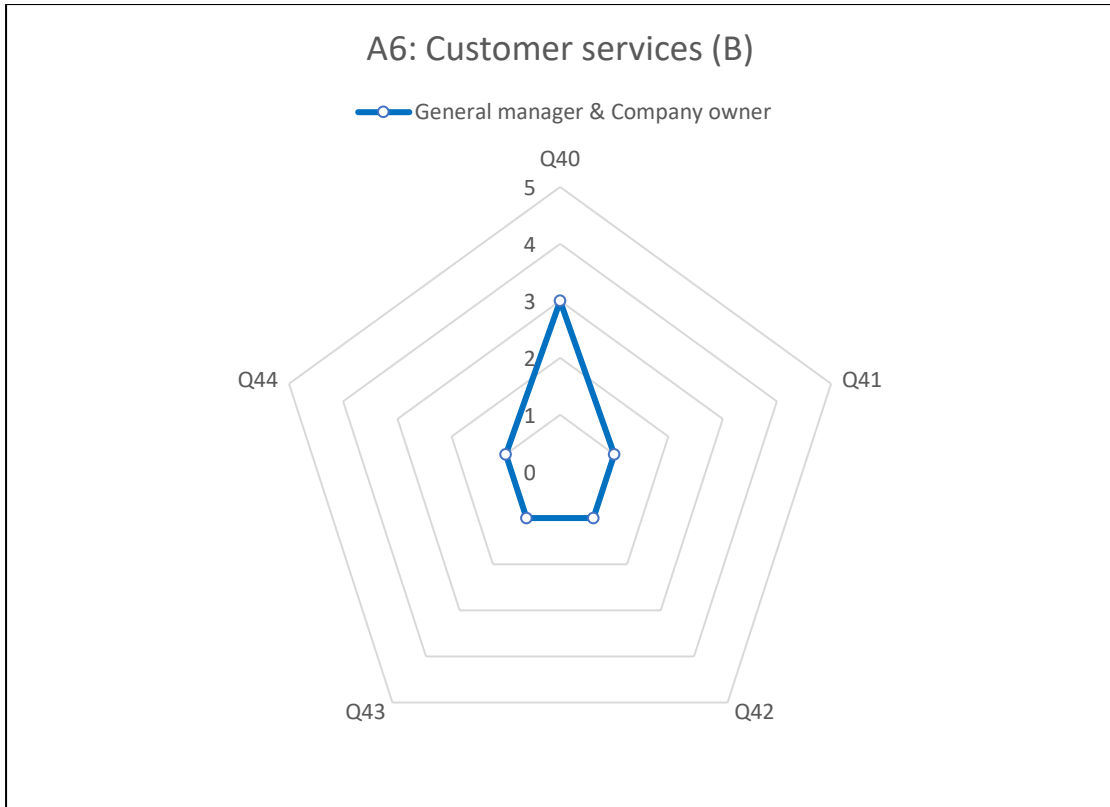 A6: Customer services (B)
General manager & Company owner
Q40
5
4
3
2
1
0
Q44
Q41
Q43
Q42